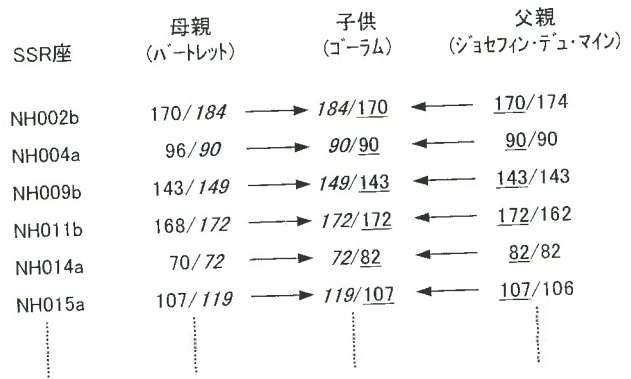 SSR座 母親 子供 父親
(バートレット) (ゴーラム) (ジョセフィン・デュ・マイン)
NH002b 170/184 → 184/170 ← 170/174
NH004a 96/90 → 90/90 ← 90/90
NH009b 143/149 → 149/143 ← 143/143
NH011b 168/172 → 172/172 ← 172/162
NH014a 70/72 → 72/82 ← 82/82
NH015a 107/119 → 119/107 ← 107/106